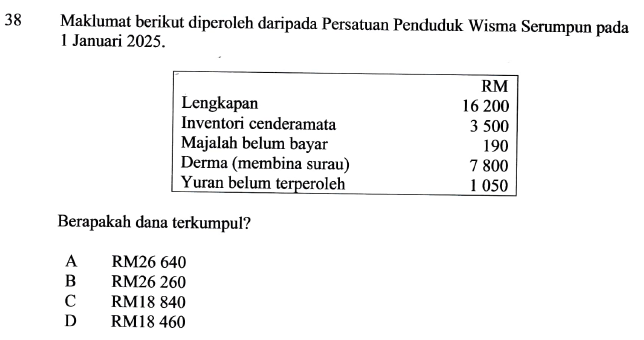 38 Maklumat berikut diperoleh daripada Persatuan Penduduk Wisma Serumpun pada
1 Januari 2025.
RM
Lengkapan 16 200
Inventori cenderamata 3 500
Majalah belum bayar 190
Derma (membina surau) 7 800
Yuran belum terperoleh 1 050
Berapakah dana terkumpul?
A RM26 640
B RM26 260
C RM18 840
D RM18 460